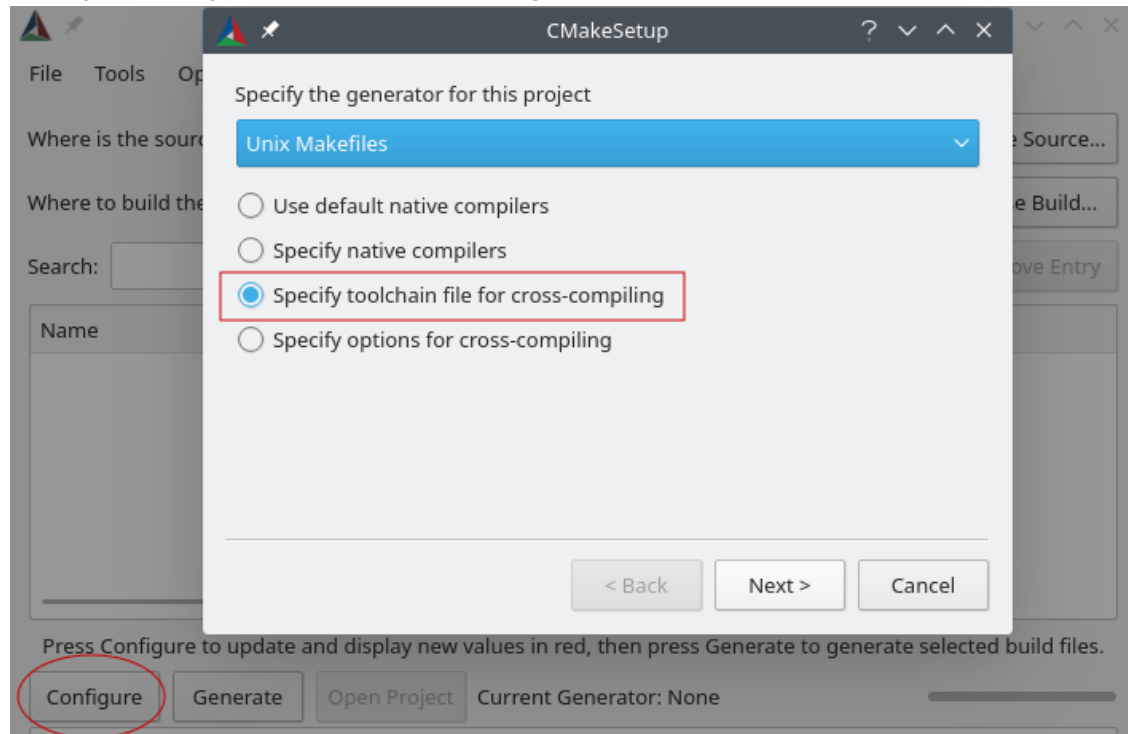 CMakeSetup
File Tools Op
Specify the generator for this project
Where is the sourc
Unix Makefiles
e Source...
Where to build the
Use default native compilers
e Build...
Specify native compilers
Search:
ove Entry
Specify toolchain file for cross-compiling
Name
Specify options for cross-compiling
< Back Next > Cancel
Press Configure to update and display new values in red, then press Generate to generate selected build files.
Configure Generate Open Project Current Generator: None